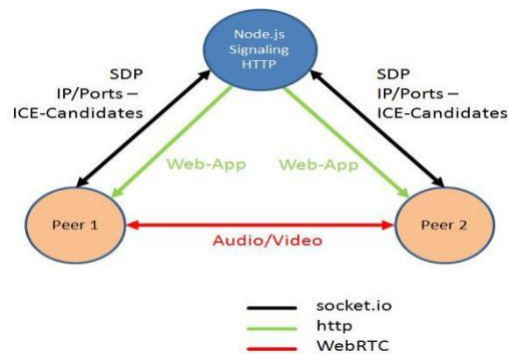 Node.js
Signaling
HTTP
SDP
IP/Ports –
ICE-Candidates
SDP
IP/Ports –
ICE-Candidates
Web-App
Web-App
Peer 1
Peer 2
Audio/Video
socket.io
http
WebRTC